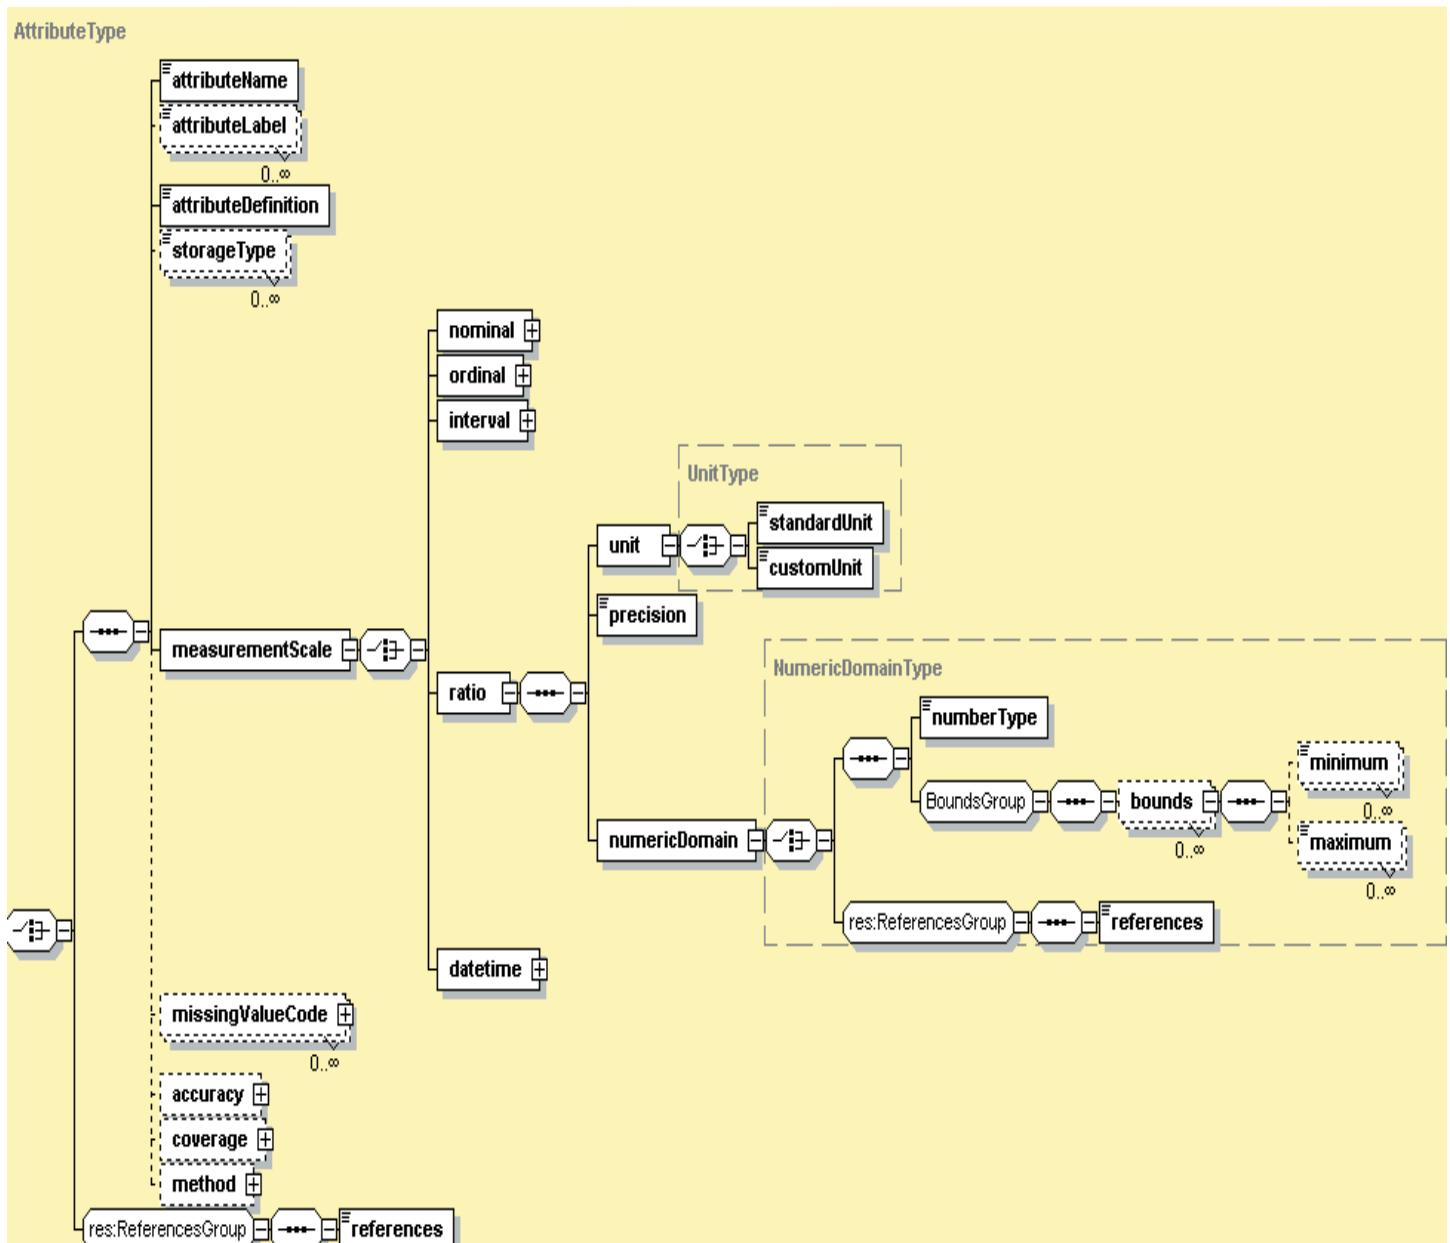 AttributeType
attributeName
attributeLabel
0..∞
attributeDefinition
storageType
0..∞
nominal
ordinal
interval
UnitType
standardUnit
unit
customUnit
precision
measurementScale
NumericDomainType
ratio
numberType
minimum
0..∞
BoundsGroup
bounds
0..∞
maximum
0..∞
numericDomain
res:ReferencesGroup
references
datetime
missingValueCode
0..∞
accuracy
coverage
method
res:ReferencesGroup
references